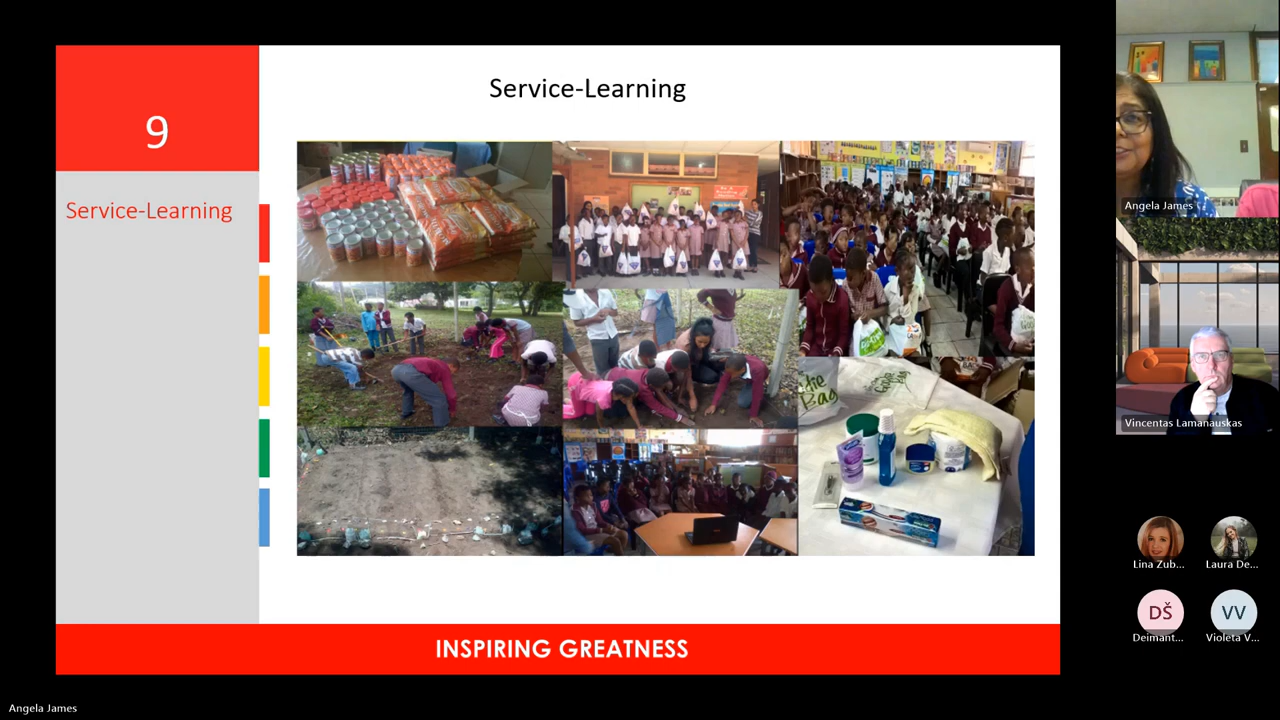 9
Service-Learning
Service-Learning
INSPIRING GREATNESS
Angela James
Vincentas Lamanauskas
Lina Zub...
Laura De...
DŠ
VV
Deimant...
Violeta V...
Angela James